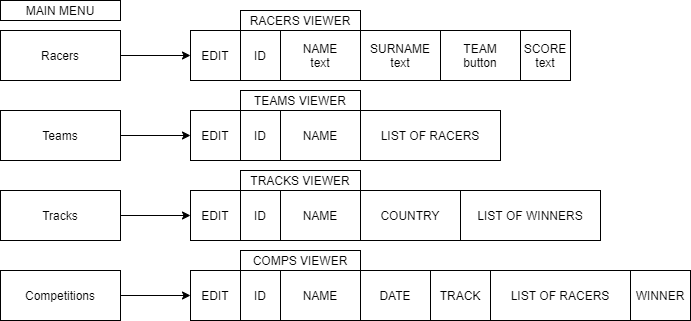 MAIN MENU
RACERS VIEWER
Racers
EDIT
ID
NAME
text
SURNAME
text
TEAM
button
SCORE
text
TEAMS VIEWER
Teams
EDIT
ID
NAME
LIST OF RACERS
TRACKS VIEWER
Tracks
EDIT
ID
NAME
COUNTRY
LIST OF WINNERS
COMPS VIEWER
Competitions
EDIT
ID
NAME
DATE
TRACK
LIST OF RACERS
WINNER